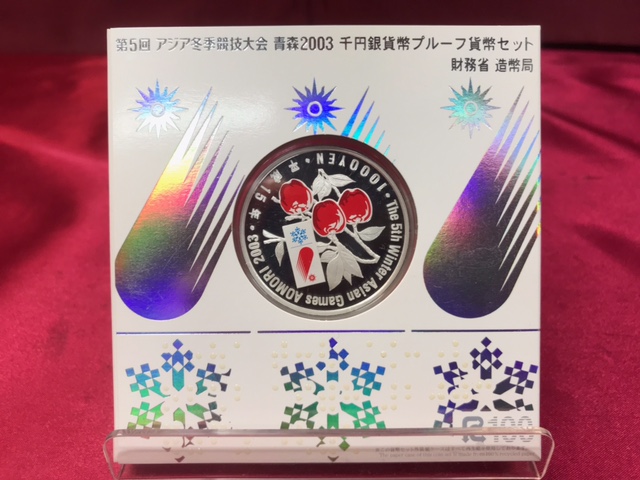 第5回 アジア冬季競技大会 青森2003 千円銀貨幣プルーフ貨幣セット
財務省 造幣局
1000YEN・平成15年・The 5th Winter Asian Games AOMORI 2003・
R100